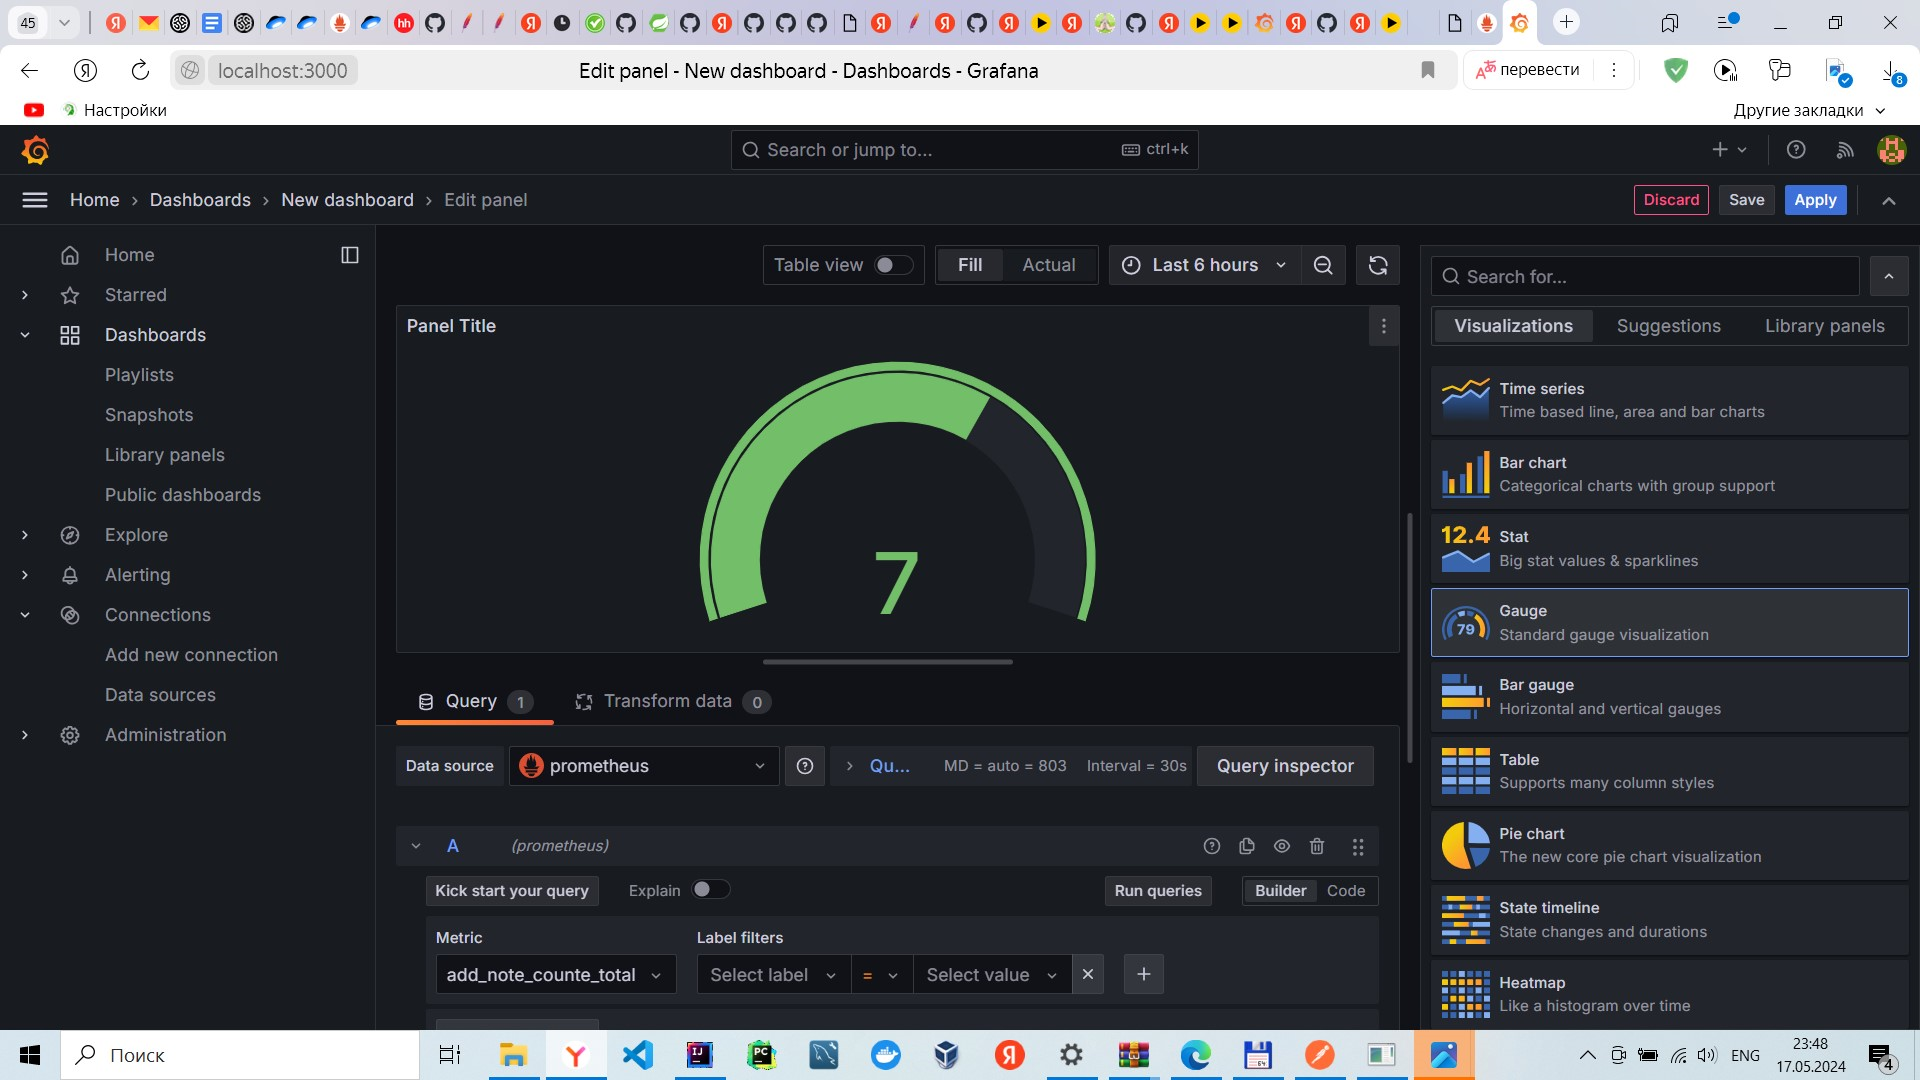 45
localhost:3000
Edit panel - New dashboard - Dashboards - Grafana
перевести
8
Настройки
Другие закладки
Search or jump to...
ctrl+k
Home › Dashboards › New dashboard › Edit panel
Discard
Save
Apply
Home
Starred
Dashboards
Playlists
Snapshots
Library panels
Public dashboards
Explore
Alerting
Connections
Add new connection
Data sources
Administration
Table view
Fill
Actual
Last 6 hours
Panel Title
7
Query 1
Transform data 0
Data source
prometheus
Qu...
MD = auto = 803
Interval = 30s
Query inspector
A
(prometheus)
Kick start your query
Explain
Run queries
Builder
Code
Metric
Label filters
add_note_counte_total
Select label
=
Select value
Search for...
Visualizations
Suggestions
Library panels
Time series
Time based line, area and bar charts
Bar chart
Categorical charts with group support
12.4
Stat
Big stat values & sparklines
79
Gauge
Standard gauge visualization
Bar gauge
Horizontal and vertical gauges
Table
Supports many column styles
Pie chart
The new core pie chart visualization
State timeline
State changes and durations
Heatmap
Like a histogram over time
Поиск
ENG
23:48
17.05.2024
4